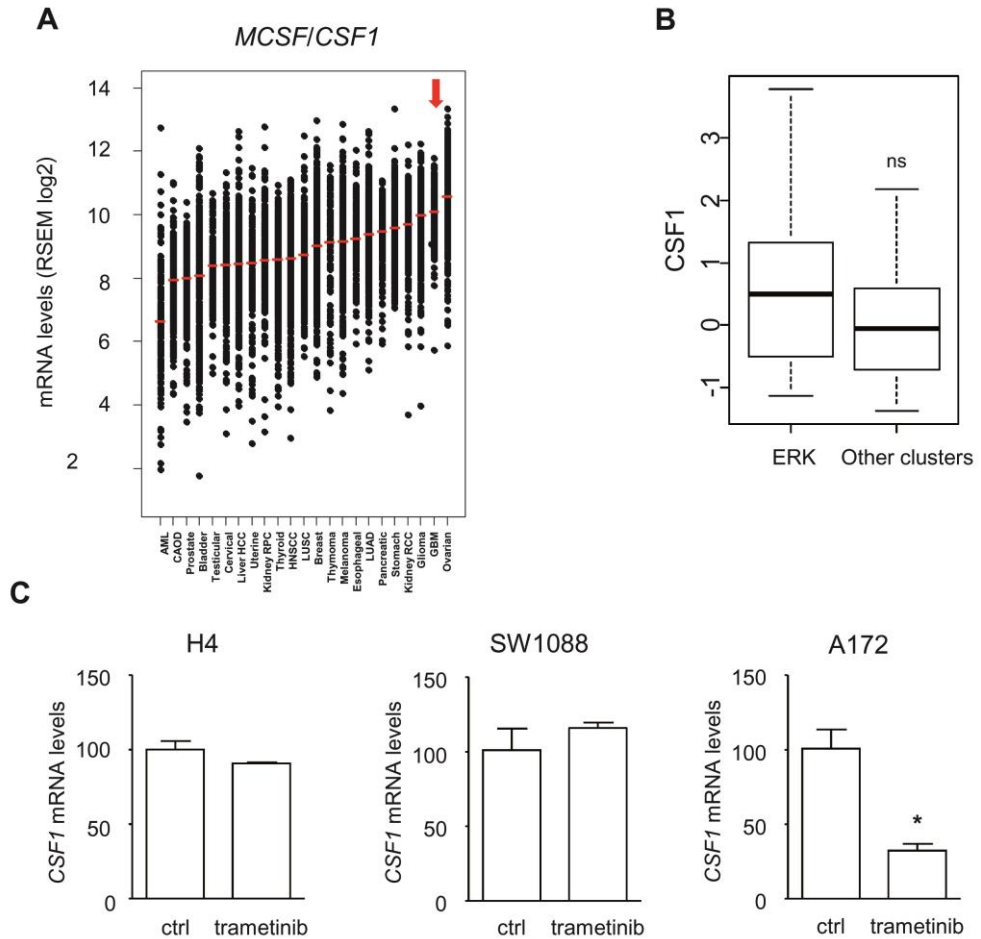 A
MCSF/CSF1
mRNA levels (RSEM log2)
14
12
10
8
6
4
2
AML
CAOD
Prostate
Bladder
Testicular
Cervical
Liver HCC
Uterine
Kidney RPC
Thyroid
HNSCC
LUSC
Breast
Thymoma
Melanoma
Esophageal
LUAD
Pancreatic
Stomach
Kidney RCC
Glioma
GBM
Ovarian
B
CSF1
3
2
1
0
-1
ns
ERK
Other clusters
C
H4
CSF1 mRNA levels
150
100
50
0
ctrl
trametinib
SW1088
CSF1 mRNA levels
150
100
50
0
ctrl
trametinib
A172
CSF1 mRNA levels
150
100
50
0
*
ctrl
trametinib